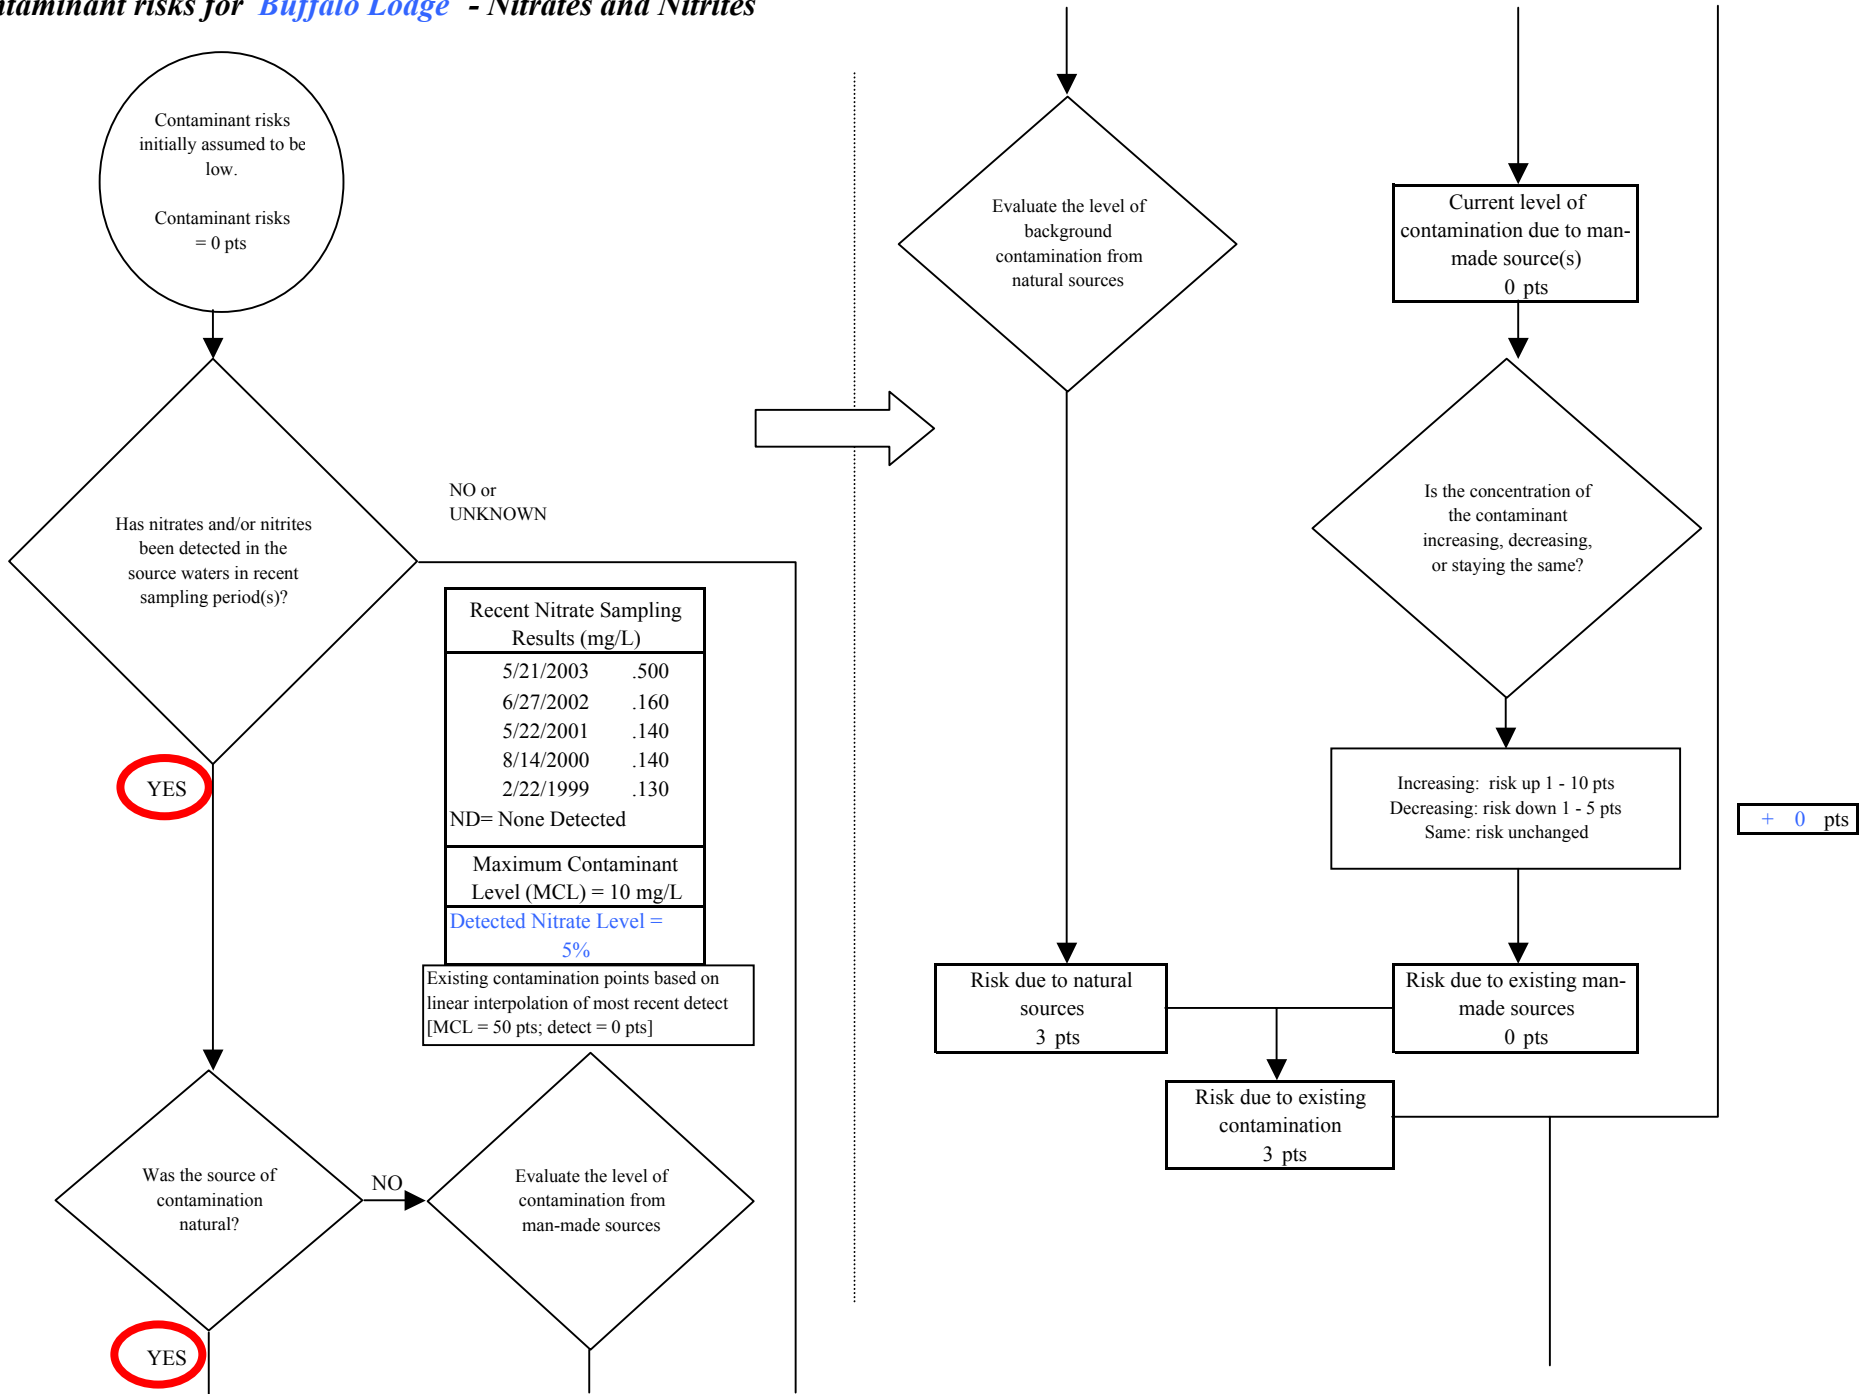 ntaminant risks for Buffalo Lodge - Nitrates and Nitrites
Contaminant risks
initially assumed to be
low.
Contaminant risks
= 0 pts
Has nitrates and/or nitrites
been detected in the
source waters in recent
sampling period(s)?
NO or
UNKNOWN
YES
Recent Nitrate Sampling
Results (mg/L)
5/21/2003 .500
6/27/2002 .160
5/22/2001 .140
8/14/2000 .140
2/22/1999 .130
ND= None Detected
Maximum Contaminant
Level (MCL) = 10 mg/L
Detected Nitrate Level =
5%
Existing contamination points based on
linear interpolation of most recent detect
[MCL = 50 pts; detect = 0 pts]
Was the source of
contamination
natural?
NO
YES
Evaluate the level of
contamination from
man-made sources
Evaluate the level of
background
contamination from
natural sources
Current level of
contamination due to man-
made source(s)
0 pts
Is the concentration of
the contaminant
increasing, decreasing,
or staying the same?
Increasing: risk up 1 - 10 pts
Decreasing: risk down 1 - 5 pts
Same: risk unchanged
+ 0 pts
Risk due to natural
sources
3 pts
Risk due to existing man-
made sources
0 pts
Risk due to existing
contamination
3 pts